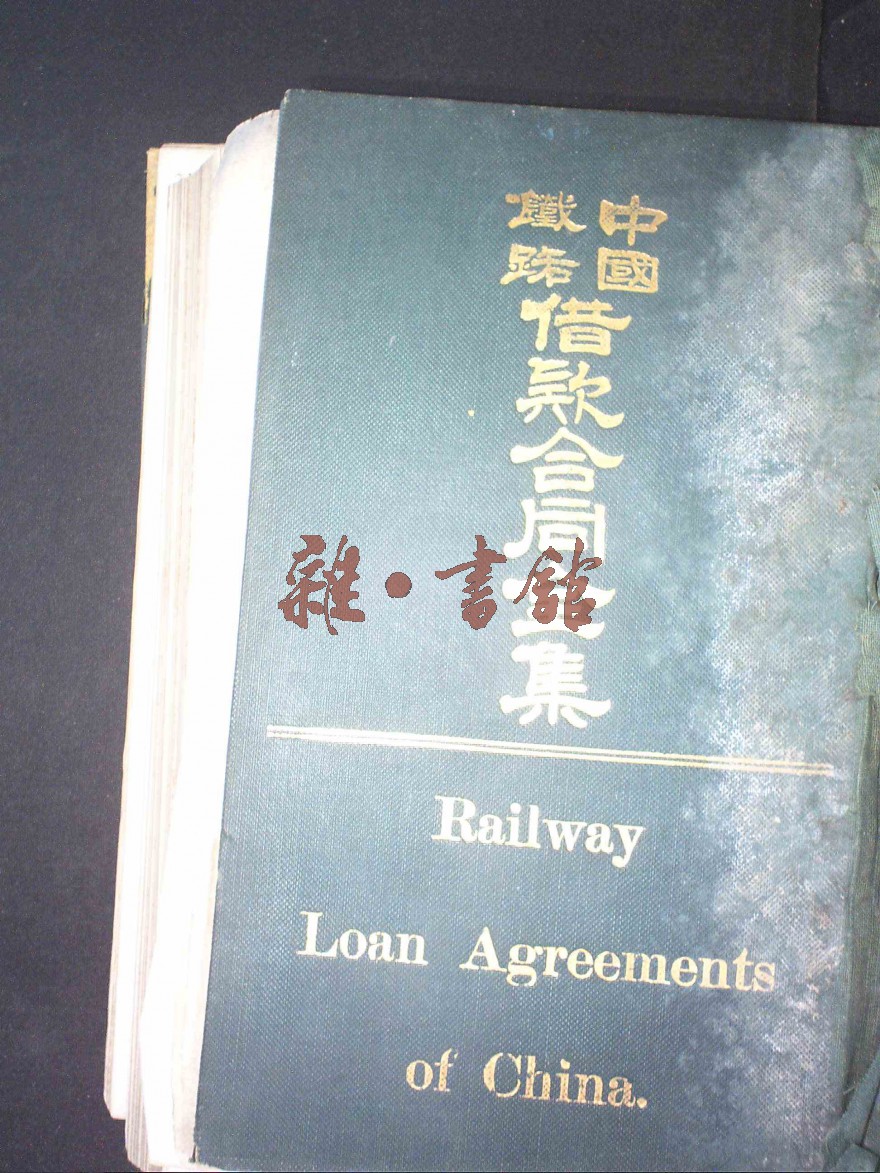 中國
鐵路
借款合同全集
雜·書館
Railway
Loan Agreements
of China.